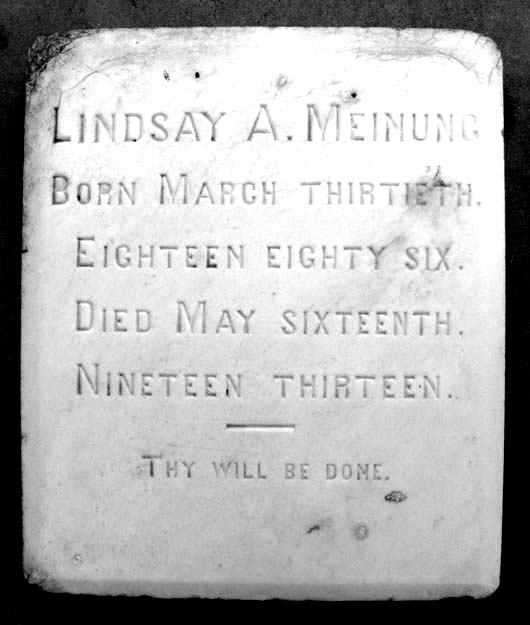 LINDSAY A. MEINUNG
BORN MARCH THIRTIETH.
EIGHTEEN EIGHTY SIX.
DIED MAY SIXTEENTH.
NINETEEN THIRTEEN.
THY WILL BE DONE.